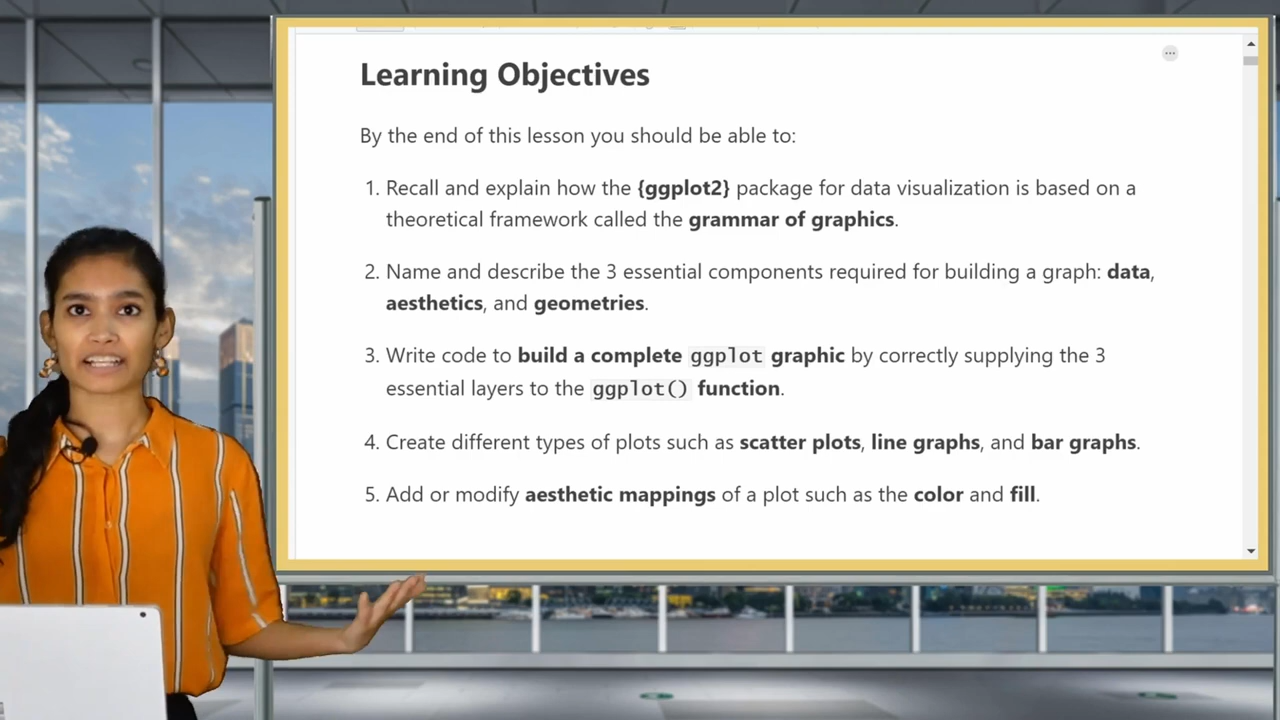 Learning Objectives
By the end of this lesson you should be able to:
1. Recall and explain how the {ggplot2} package for data visualization is based on a
theoretical framework called the grammar of graphics.
2. Name and describe the 3 essential components required for building a graph: data,
aesthetics, and geometries.
3. Write code to build a complete ggplot graphic by correctly supplying the 3
essential layers to the ggplot() function.
4. Create different types of plots such as scatter plots, line graphs, and bar graphs.
5. Add or modify aesthetic mappings of a plot such as the color and fill.